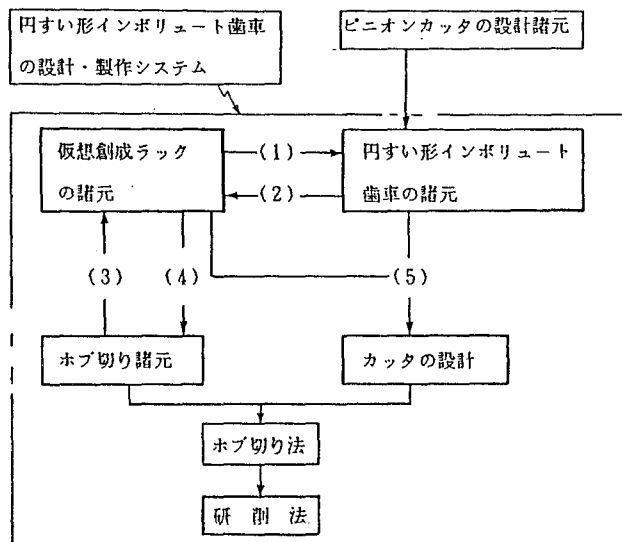 円すい形インボリュート歯車
の設計・製作システム
ピニオンカッタの設計諸元
仮想創成ラック
の諸元
(1)
(2)
円すい形インボリュート
歯車の諸元
(3)
(4)
(5)
ホブ切り諸元
カッタの設計
ホブ切り法
研削法